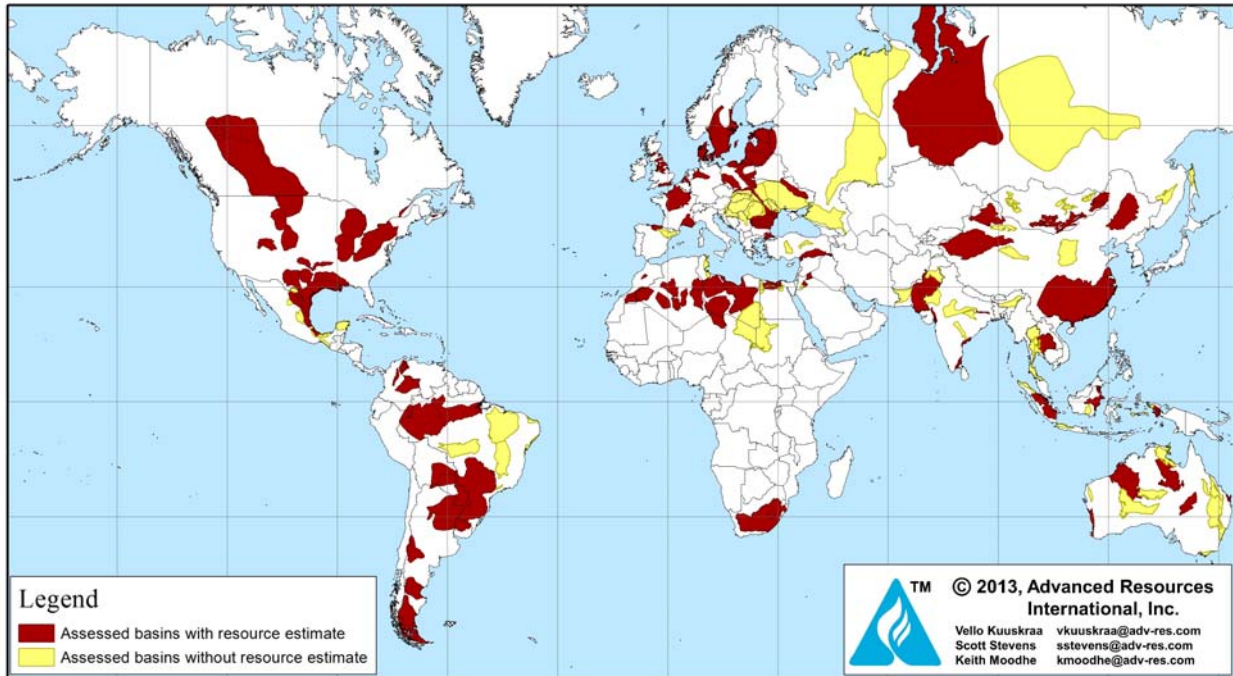 Legend
Assessed basins with resource estimate
Assessed basins without resource estimate
TM
© 2013, Advanced Resources
International, Inc.
Vello Kuuskraa vkuuskraa@adv-res.com
Scott Stevens sstevens@adv-res.com
Keith Moodhe kmoodhe@adv-res.com